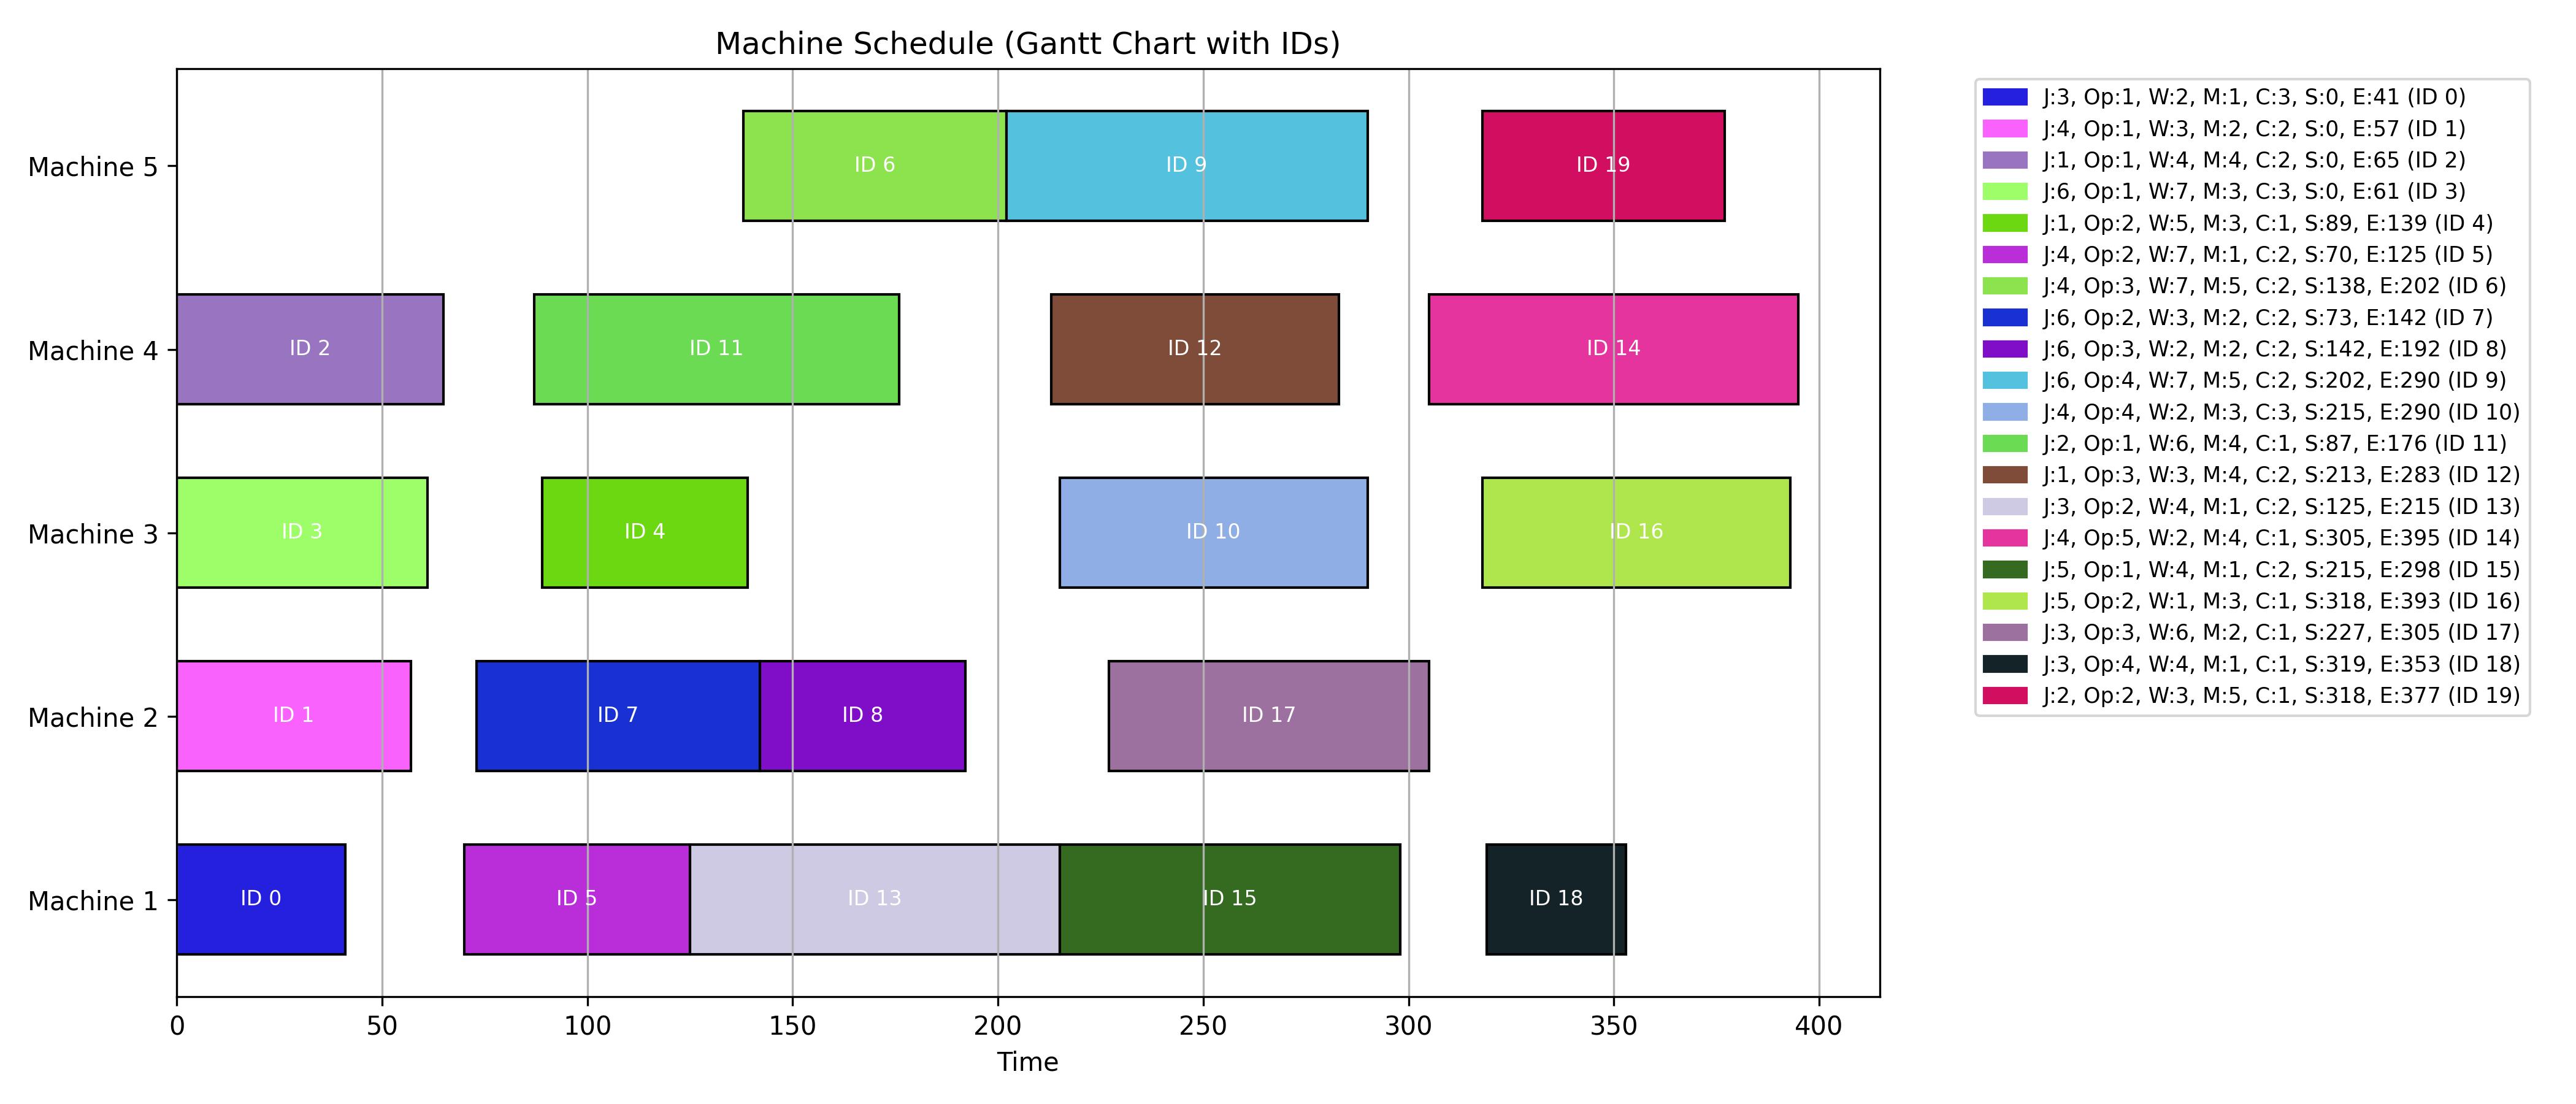 Machine Schedule (Gantt Chart with IDs)
Machine 5
ID 6
ID 9
ID 19
Machine 4
ID 2
ID 11
ID 12
ID 14
Machine 3
ID 3
ID 4
ID 10
ID 16
Machine 2
ID 1
ID 7
ID 8
ID 17
Machine 1
ID 0
ID 5
ID 13
ID 15
ID 18
0 50 100 150 200 250 300 350 400
Time
J:3, Op:1, W:2, M:1, C:3, S:0, E:41 (ID 0)
J:4, Op:1, W:3, M:2, C:2, S:0, E:57 (ID 1)
J:1, Op:1, W:4, M:4, C:2, S:0, E:65 (ID 2)
J:6, Op:1, W:7, M:3, C:3, S:0, E:61 (ID 3)
J:1, Op:2, W:5, M:3, C:1, S:89, E:139 (ID 4)
J:4, Op:2, W:7, M:1, C:2, S:70, E:125 (ID 5)
J:4, Op:3, W:7, M:5, C:2, S:138, E:202 (ID 6)
J:6, Op:2, W:3, M:2, C:2, S:73, E:142 (ID 7)
J:6, Op:3, W:2, M:2, C:2, S:142, E:192 (ID 8)
J:6, Op:4, W:7, M:5, C:2, S:202, E:290 (ID 9)
J:4, Op:4, W:2, M:3, C:3, S:215, E:290 (ID 10)
J:2, Op:1, W:6, M:4, C:1, S:87, E:176 (ID 11)
J:1, Op:3, W:3, M:4, C:2, S:213, E:283 (ID 12)
J:3, Op:2, W:4, M:1, C:2, S:125, E:215 (ID 13)
J:4, Op:5, W:2, M:4, C:1, S:305, E:395 (ID 14)
J:5, Op:1, W:4, M:1, C:2, S:215, E:298 (ID 15)
J:5, Op:2, W:1, M:3, C:1, S:318, E:393 (ID 16)
J:3, Op:3, W:6, M:2, C:1, S:227, E:305 (ID 17)
J:3, Op:4, W:4, M:1, C:1, S:319, E:353 (ID 18)
J:2, Op:2, W:3, M:5, C:1, S:318, E:377 (ID 19)